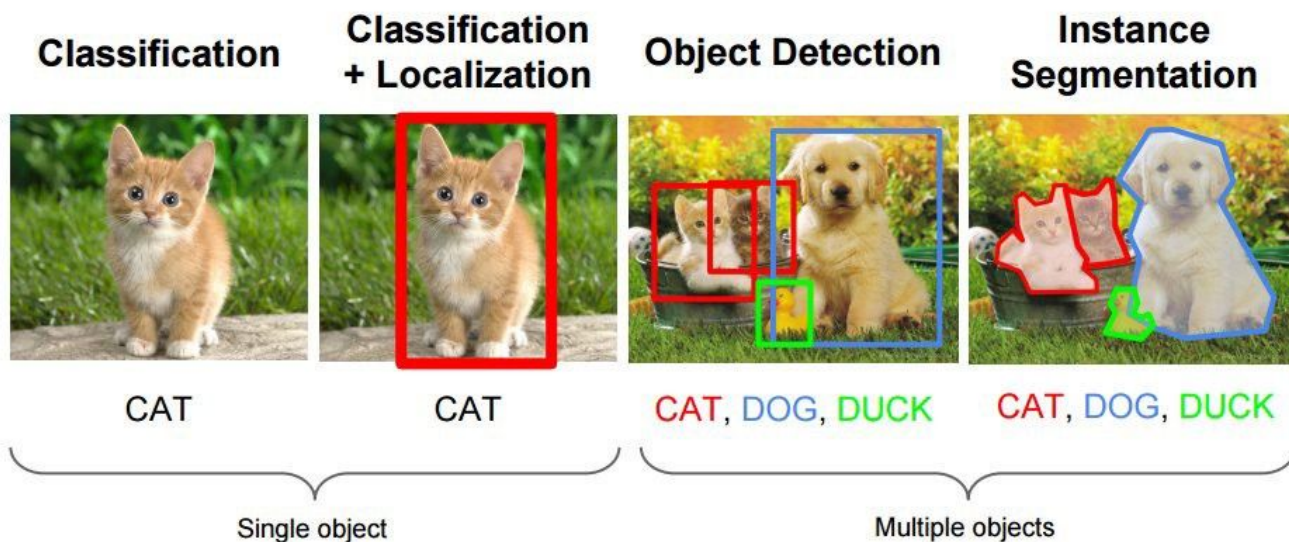 Classification
Classification
+ Localization
Object Detection
Instance
Segmentation
CAT
CAT
CAT, DOG, DUCK
CAT, DOG, DUCK
Single object
Multiple objects